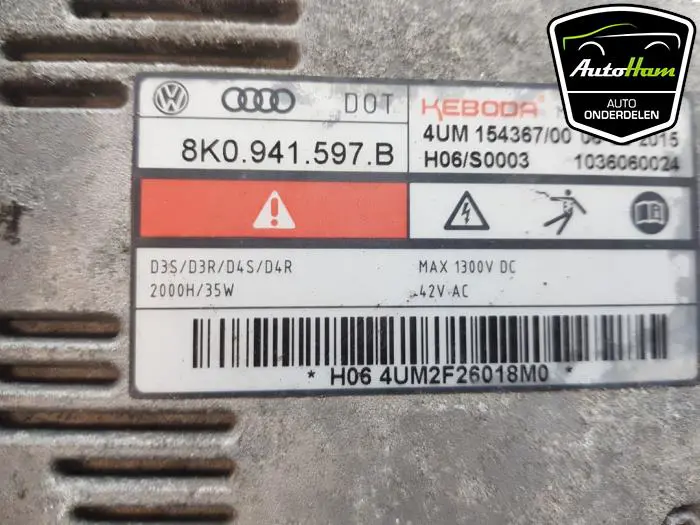 AutoHam
AUTO
ONDERDELEN
DOT
KEBODA
8K0.941.597.B
4UM 154367/00
2015
H06/S0003 1036060024
D3S/D3R/D4S/D4R
2000H/35W
MAX 1300V DC
42V AC
* H06 4UM2F26018M0 *